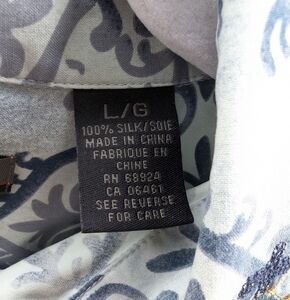 L/G
100% SILK/SOIE
MADE IN CHINA
FABRIQUE EN
CHINE
RN 68924
CA 06461
SEE REVERSE
FOR CARE